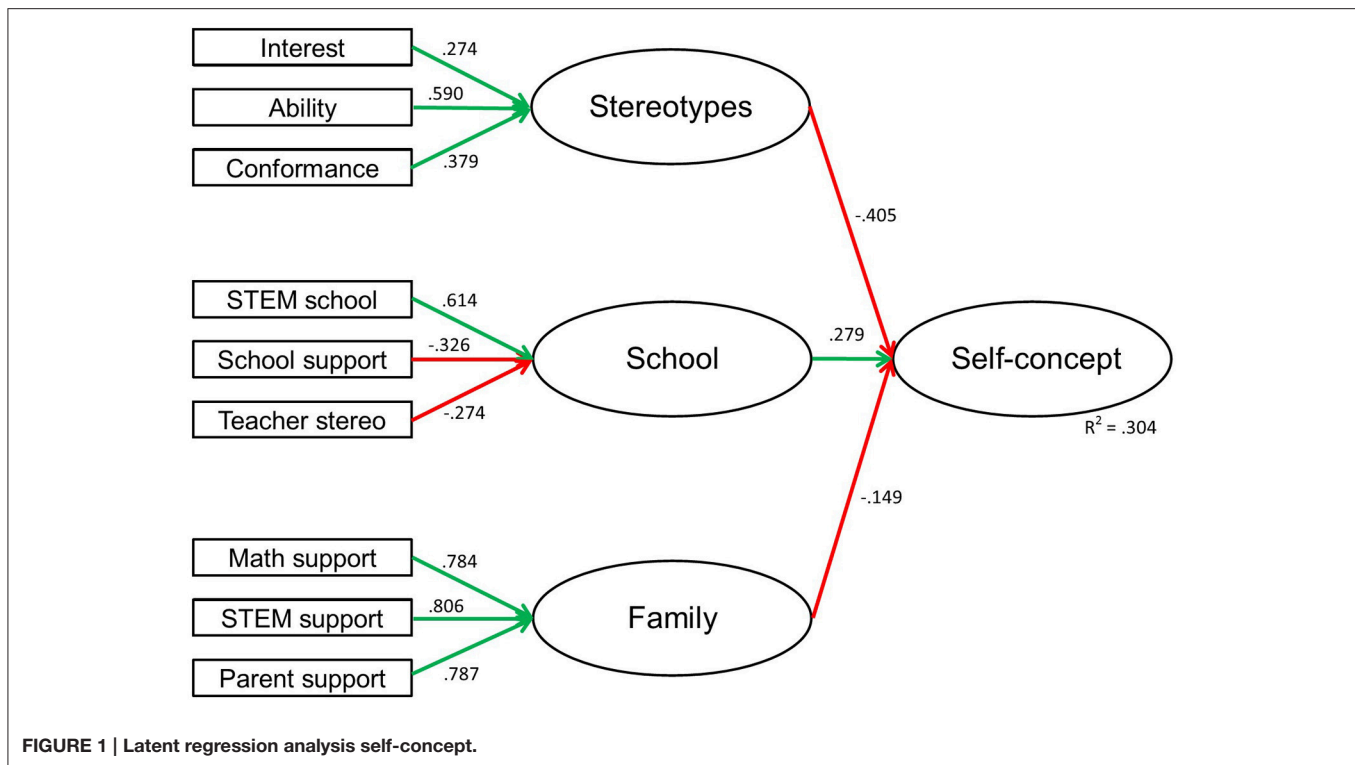 Interest
.274
Ability
.590
Conformance
.379
Stereotypes
-.405
STEM school
.614
School support
-.326
Teacher stereo
-.274
School
.279
Self-concept
R² = .304
-.149
Math support
.784
STEM support
.806
Parent support
.787
Family
FIGURE 1 | Latent regression analysis self-concept.